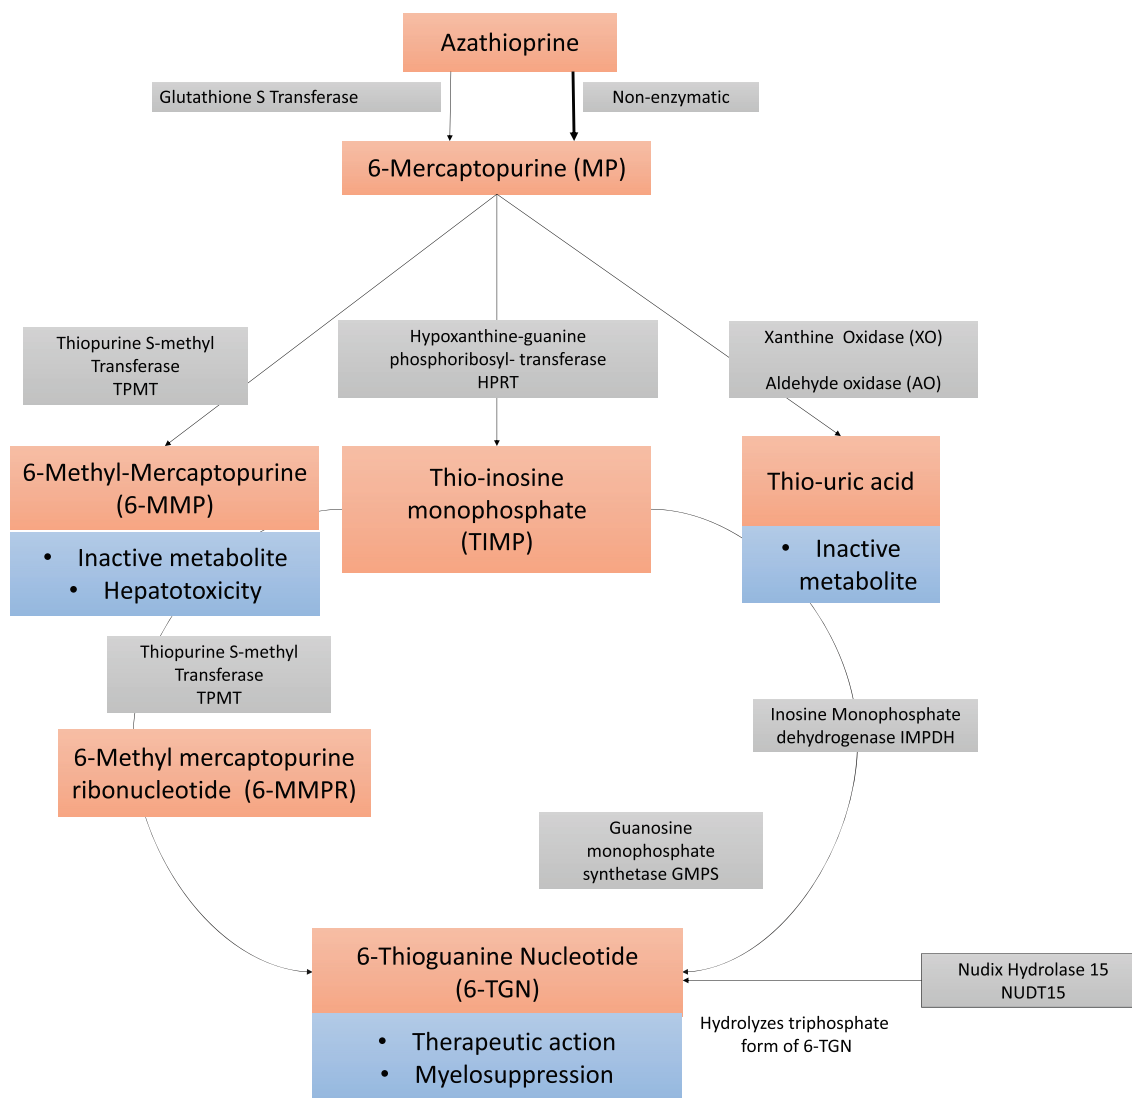 Azathioprine
Glutathione S Transferase
Non-enzymatic
6-Mercaptopurine (MP)
Thiopurine S-methyl
Transferase
TPMT
Hypoxanthine-guanine
phosphoribosyl- transferase
HPRT
Xanthine  Oxidase (XO)
Aldehyde oxidase (AO)
6-Methyl-Mercaptopurine
(6-MMP)
• Inactive metabolite
• Hepatotoxicity
Thio-inosine
monophosphate
(TIMP)
Thio-uric acid
• Inactive
metabolite
Thiopurine S-methyl
Transferase
TPMT
6-Methyl mercaptopurine
ribonucleotide  (6-MMPR)
Inosine Monophosphate
dehydrogenase IMPDH
Guanosine
monophosphate
synthetase GMPS
6-Thioguanine Nucleotide
(6-TGN)
• Therapeutic action
• Myelosuppression
Nudix Hydrolase 15
NUDT15
Hydrolyzes triphosphate
form of 6-TGN